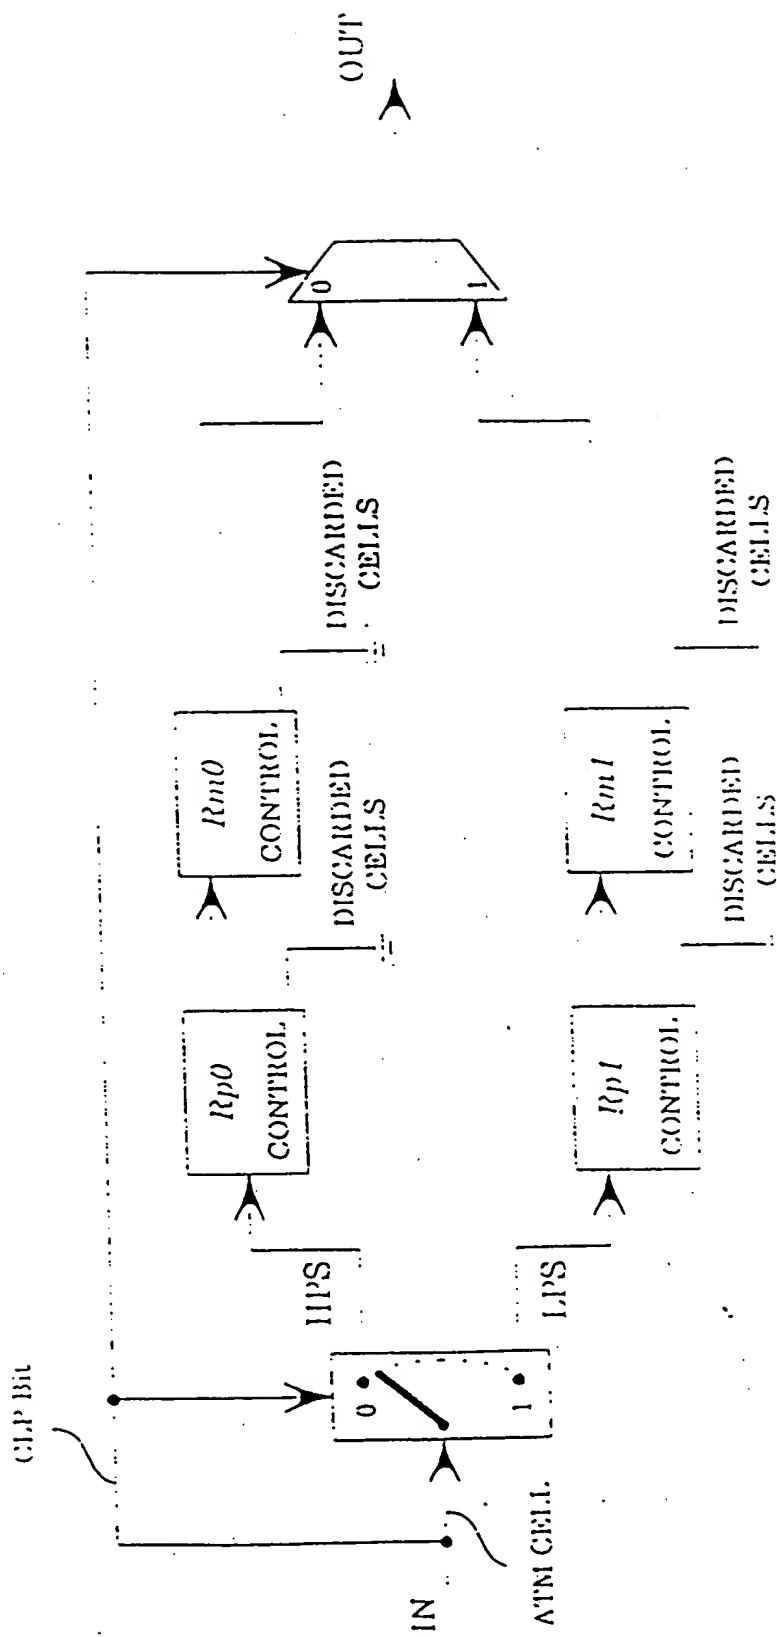 IN
ATM CELL
CLP Bit
0
1
HPS
LPS
Rp0
CONTROL
DISCARDED
CELLS
Rm0
CONTROL
DISCARDED
CELLS
Rp1
CONTROL
DISCARDED
CELLS
Rm1
CONTROL
DISCARDED
CELLS
0
1
OUT